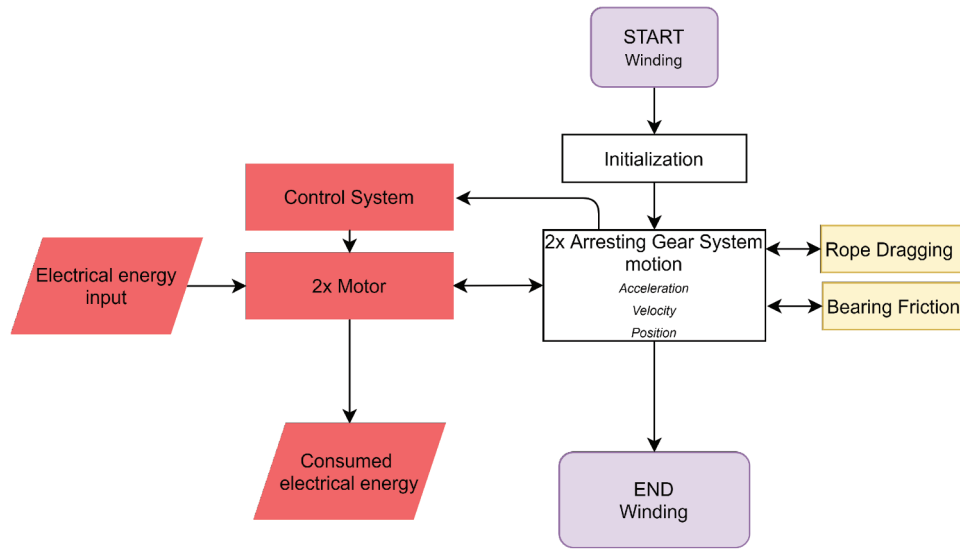 START
Winding
Initialization
Control System
2x Arresting Gear System
motion
Acceleration
Velocity
Position
Rope Dragging
Bearing Friction
Electrical energy
input
2x Motor
Consumed
electrical energy
END
Winding